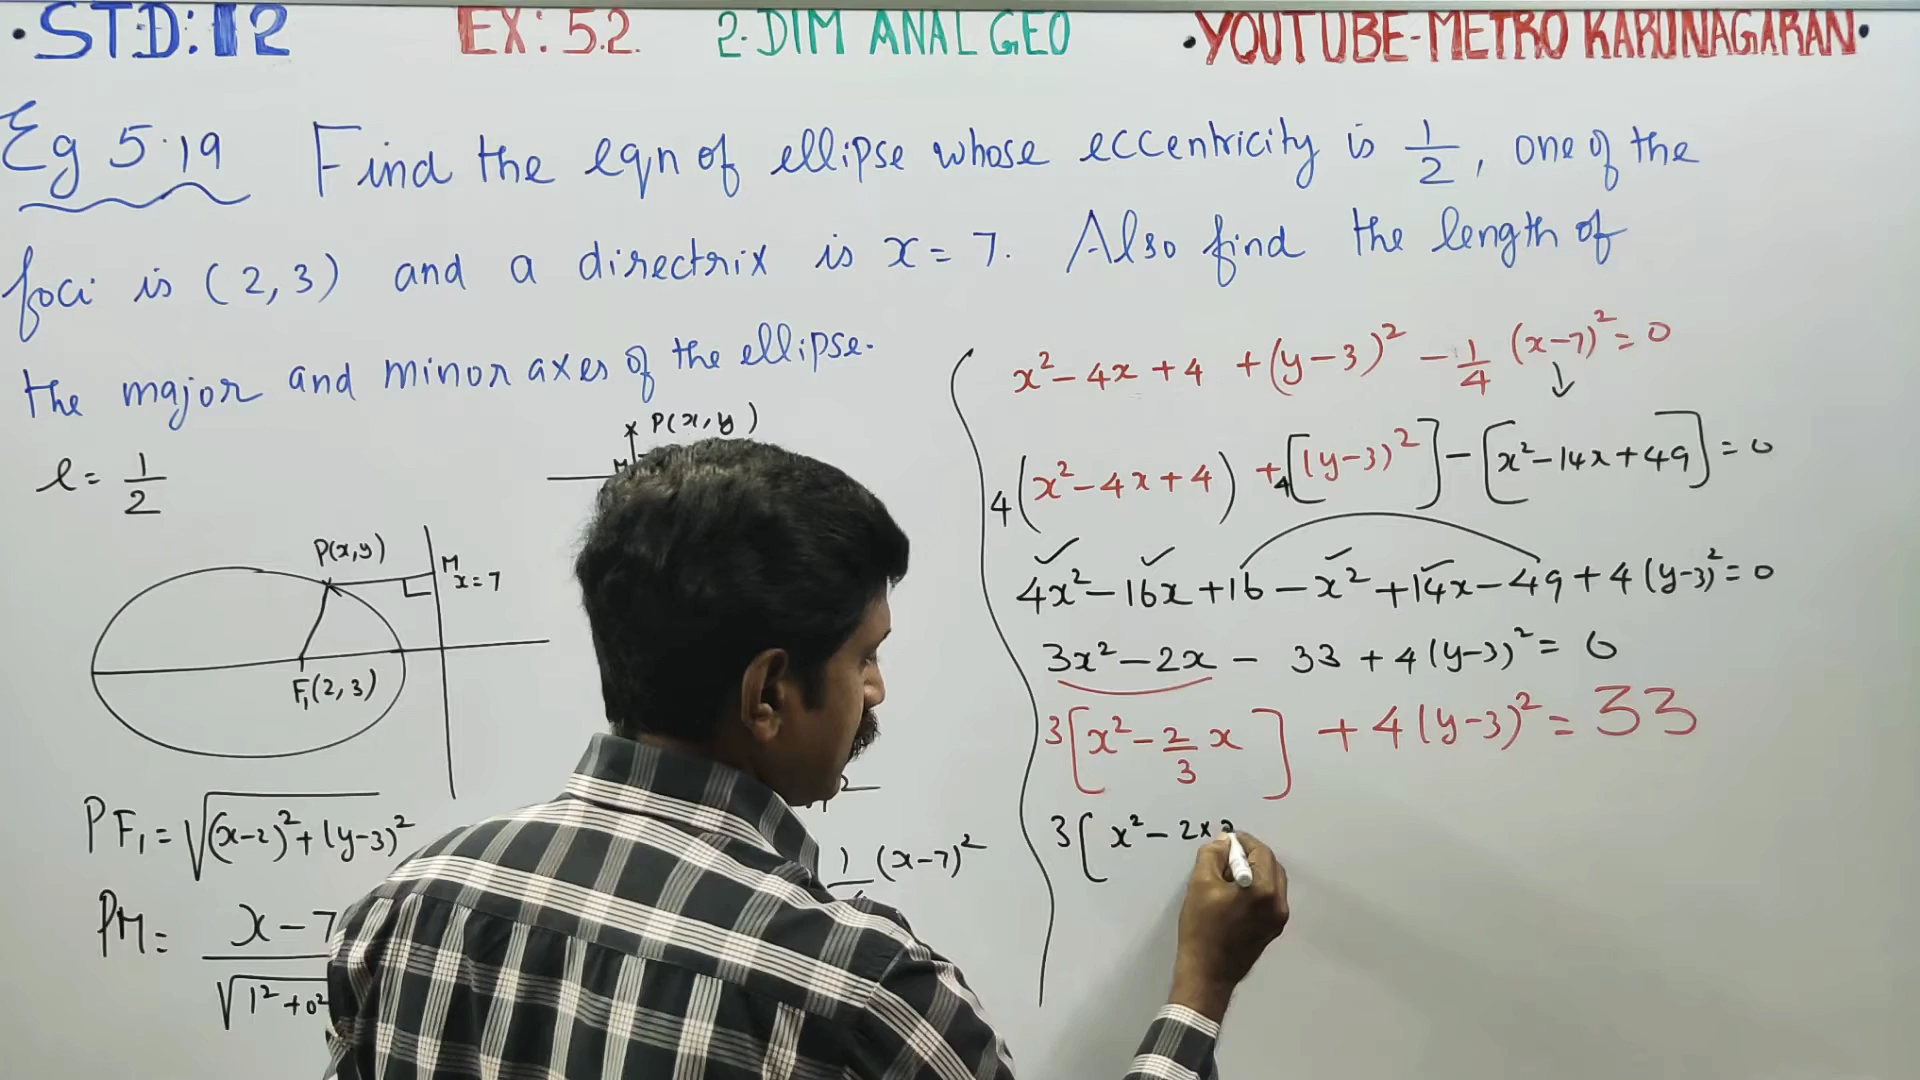 •STD: 12 EX: 5.2. 2-DIM ANAL GEO •YOUTUBE-METRO KARUNAGARAN•
Eg 5.19 Find the eqn of ellipse whose eccentricity is 1/2, one of the
foci is (2,3) and a directrix is x=7. Also find the length of
the major and minor axes of the ellipse.
e = 1/2
P(x,y)
M
P(x,y)
M
x=7
F₁(2,3)
PF₁ = √(x-2)²+(y-3)²
PM = x-7
√1²+0²
2
1 (x-7)²
x²-4x+4 +(y-3)² - 1/4 (x-7)² = 0
4(x²-4x+4) +4[(y-3)²] - [x²-14x+49] = 0
4x²-16x+16-x²+14x-49+4(y-3)²=0
3x²-2x - 33 + 4(y-3)² = 0
3[x²-2/3 x ] + 4(y-3)² = 33
3[ x²-2×